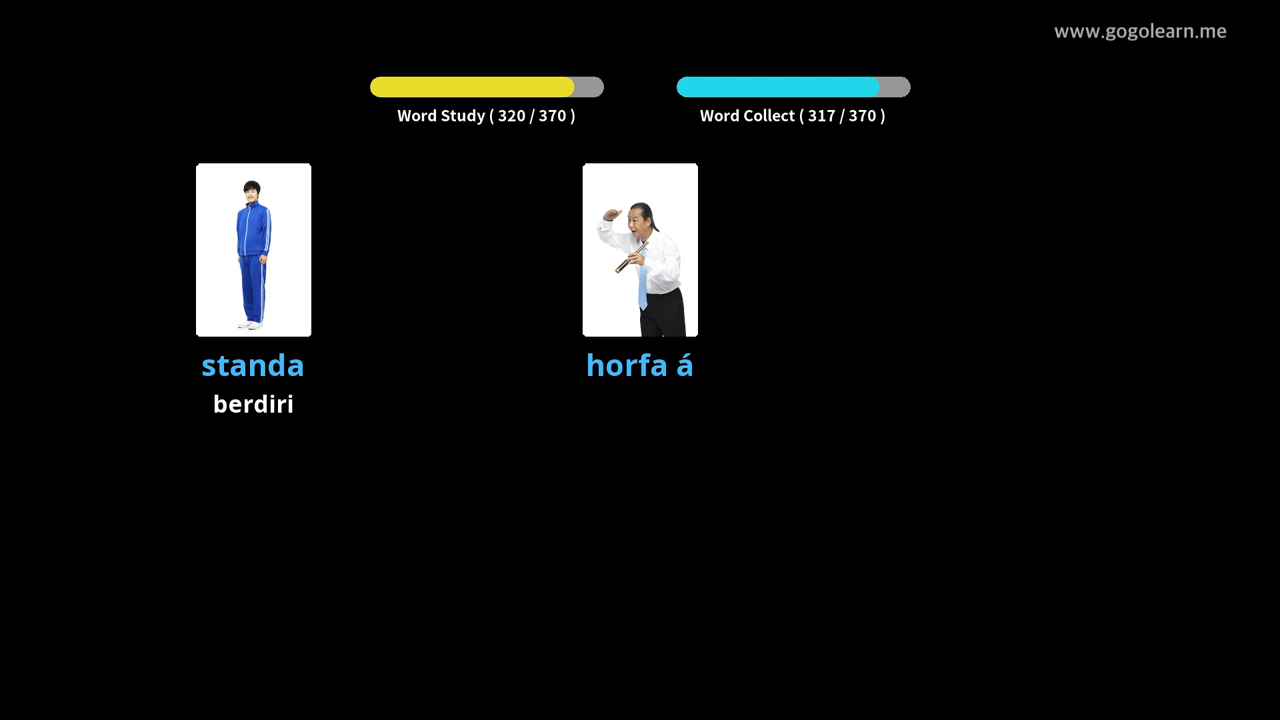 www.gogolearn.me
Word Study ( 320 / 370 )
Word Collect ( 317 / 370 )
standa
berdiri
horfa á